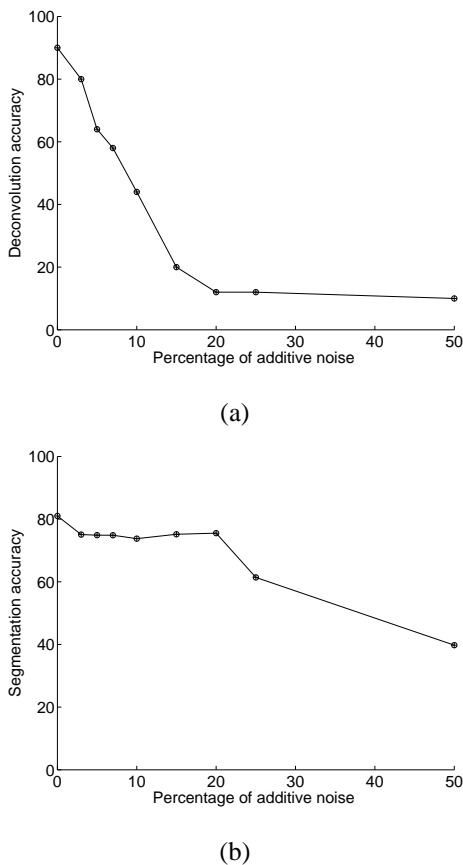 100
80
60
40
20
0
Deconvolution accuracy
0 10 20 30 40 50
Percentage of additive noise
(a)
100
80
60
40
20
0
Segmentation accuracy
0 10 20 30 40 50
Percentage of additive noise
(b)